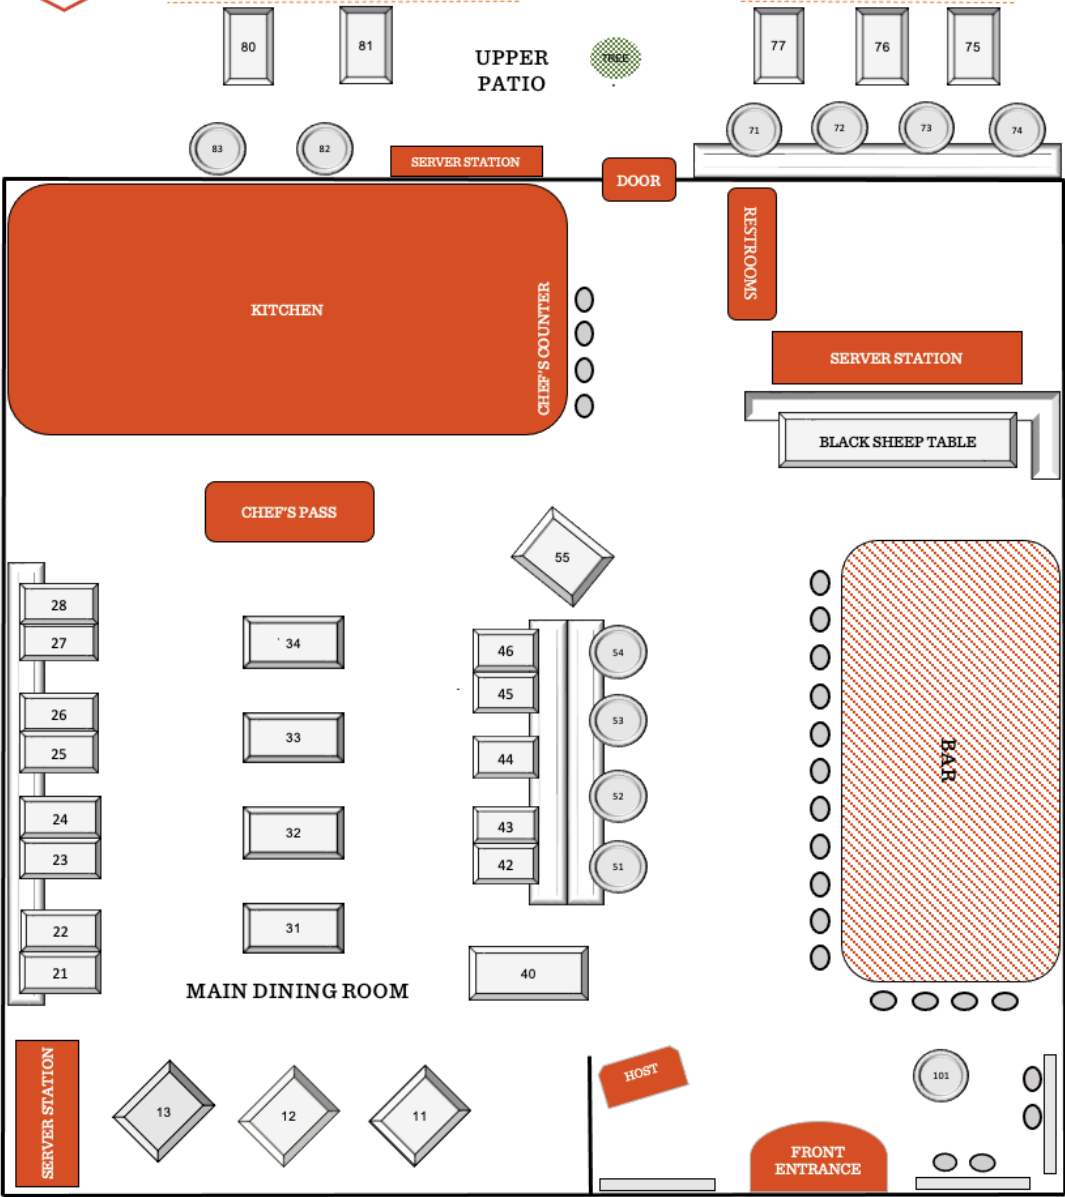 80
81
UPPER
PATIO
TREE
77
76
75
71
72
73
74
83
82
SERVER STATION
DOOR
RESTROOMS
KITCHEN
CHEF'S COUNTER
SERVER STATION
BLACK SHEEP TABLE
CHEF'S PASS
55
28
27
34
46
54
45
26
33
53
25
44
BAR
24
32
43
52
23
42
51
22
31
21
40
MAIN DINING ROOM
SERVER STATION
13
12
11
HOST
101
FRONT
ENTRANCE